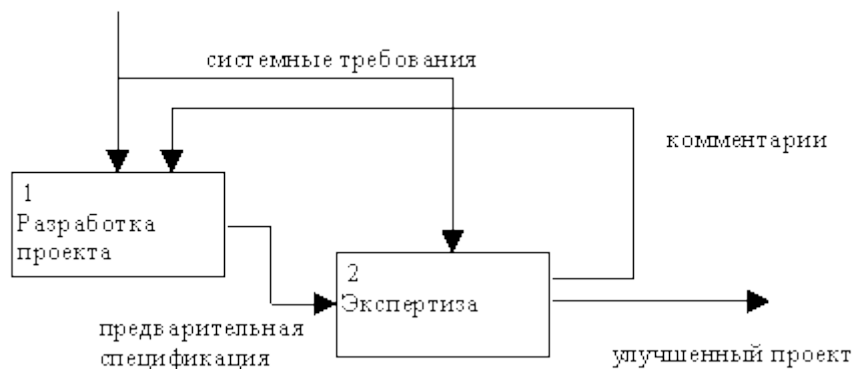 системные требования
комментарии
1
Разработка
проекта
2
Экспертиза
предварительная
спецификация
улучшенный проект